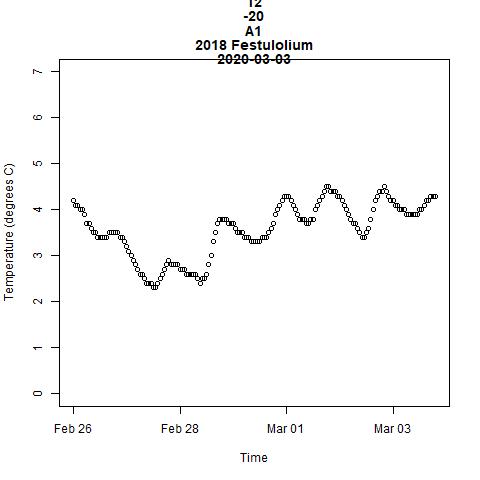 T2
-20
A1
2018 Festulolium
2020-03-03
7
6
5
4
3
2
1
0
Temperature (degrees C)
Feb 26
Feb 28
Mar 01
Mar 03
Time